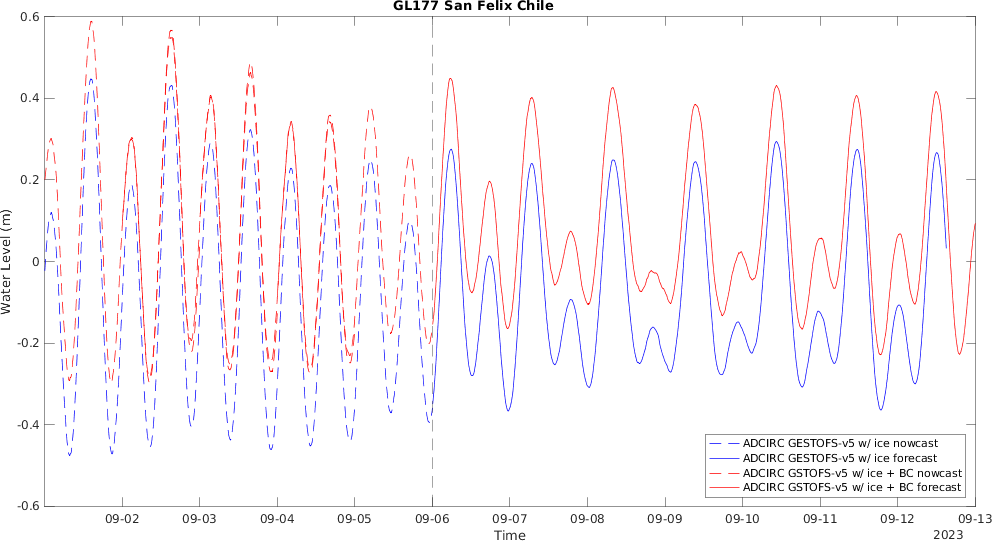 GL177 San Felix Chile
0.6
0.4
0.2
0
-0.2
-0.4
-0.6
Water Level (m)
09-02
09-03
09-04
09-05
09-06
09-07
09-08
09-09
09-10
09-11
09-12
09-13
Time
2023
ADCIRC GESTOFS-v5 w/ ice nowcast
ADCIRC GESTOFS-v5 w/ ice forecast
ADCIRC GSTOFS-v5 w/ ice + BC nowcast
ADCIRC GSTOFS-v5 w/ ice + BC forecast